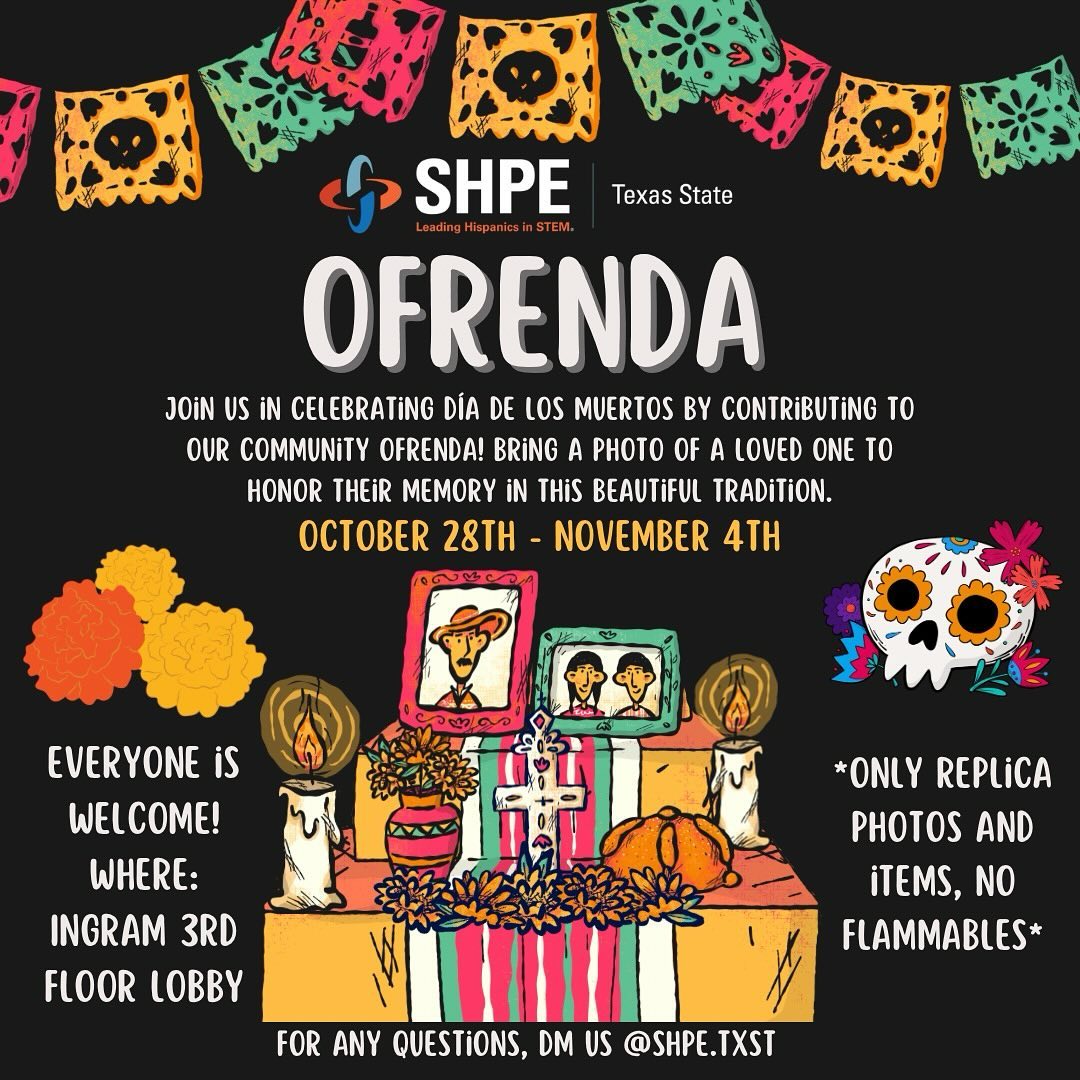 SHPE
Leading Hispanics in STEM.
Texas State
OFRENDA
JOIN US IN CELEBRATING DÍA DE LOS MUERTOS BY CONTRIBUTING TO
OUR COMMUNITY OFRENDA! BRING A PHOTO OF A LOVED ONE TO
HONOR THEIR MEMORY IN THIS BEAUTIFUL TRADITION.
OCTOBER 28TH - NOVEMBER 4TH
EVERYONE IS
WELCOME!
WHERE:
INGRAM 3RD
FLOOR LOBBY
*ONLY REPLICA
PHOTOS AND
ITEMS, NO
FLAMMABLES*
FOR ANY QUESTIONS, DM US @SHPE.TXST